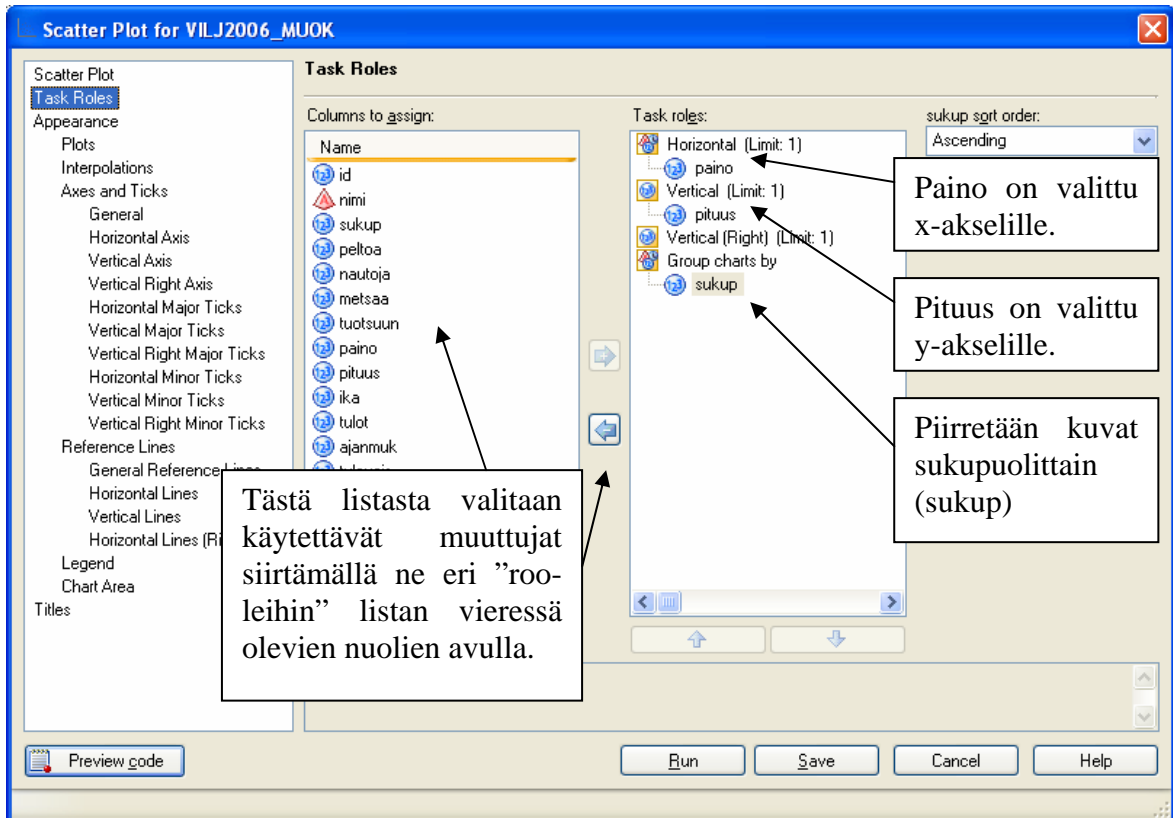 Scatter Plot for VILJ2006_MUOK
Scatter Plot
Task Roles
Appearance
Plots
Interpolations
Axes and Ticks
General
Horizontal Axis
Vertical Axis
Vertical Right Axis
Horizontal Major Ticks
Vertical Major Ticks
Vertical Right Major Ticks
Horizontal Minor Ticks
Vertical Minor Ticks
Vertical Right Minor Ticks
Reference Lines
General Reference Lines
Horizontal Lines
Vertical Lines
Horizontal Lines (Ri
Legend
Chart Area
Titles
Task Roles
Columns to assign:
Name
id
nimi
sukup
peltoa
nautoja
metsaa
tuotsuun
paino
pituus
ika
tulot
ajanmuk
Task roles:
Horizontal (Limit: 1)
paino
Vertical (Limit: 1)
pituus
Vertical (Right) (Limit: 1)
Group charts by
sukup
sukup sort order:
Ascending
Paino on valittu
x-akselille.
Pituus on valittu
y-akselille.
Piirretään kuvat
sukupuolittain
(sukup)
Tästä listasta valitaan
käytettävät muuttujat
siirtämällä ne eri ”roo-
leihin” listan vieressä
olevien nuolien avulla.
Preview code
Run
Save
Cancel
Help